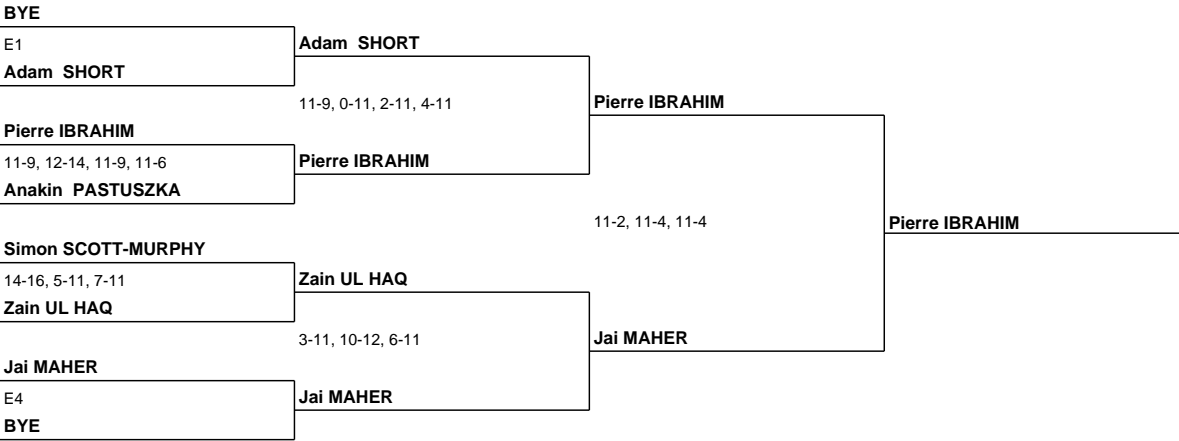 BYE
E1
Adam SHORT
Adam SHORT
11-9, 0-11, 2-11, 4-11
Pierre IBRAHIM
Pierre IBRAHIM
11-9, 12-14, 11-9, 11-6
Pierre IBRAHIM
Anakin PASTUSZKA
11-2, 11-4, 11-4
Pierre IBRAHIM
Simon SCOTT-MURPHY
14-16, 5-11, 7-11
Zain UL HAQ
Zain UL HAQ
3-11, 10-12, 6-11
Jai MAHER
Jai MAHER
E4
Jai MAHER
BYE